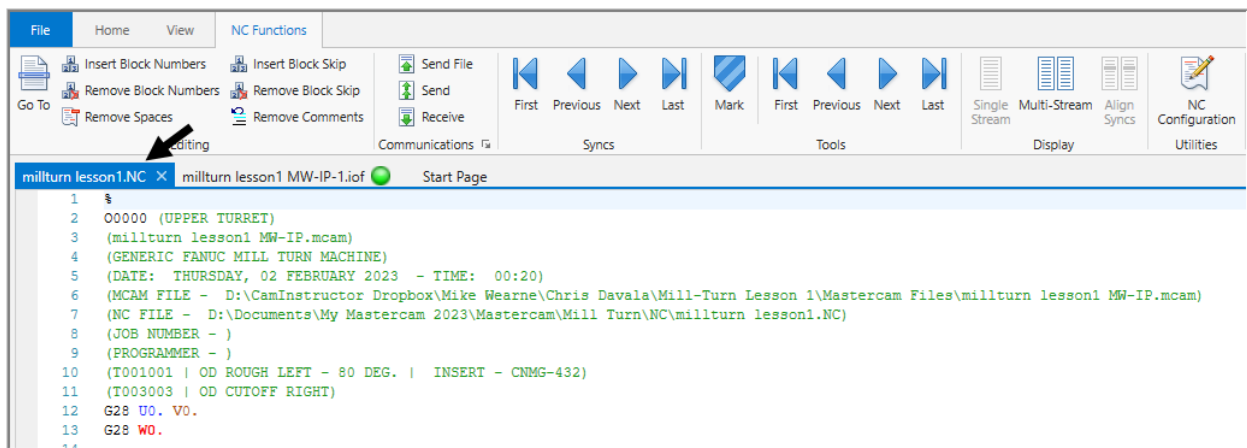 File Home View NC Functions
Insert Block Numbers Insert Block Skip Send File
Remove Block Numbers Remove Block Skip Send
Go To Remove Spaces Remove Comments Receive First Previous Next Last Mark First Previous Next Last Single Stream Multi-Stream Align Syncs NC Configuration
Editing Communications Syncs Tools Display Utilities
millturn lesson1.NC × millturn lesson1 MW-IP-1.iof Start Page
1 %
2 O0000 (UPPER TURRET)
3 (millturn lesson1 MW-IP.mcam)
4 (GENERIC FANUC MILL TURN MACHINE)
5 (DATE: THURSDAY, 02 FEBRUARY 2023 - TIME: 00:20)
6 (MCAM FILE - D:\CamInstructor Dropbox\Mike Wearne\Chris Davala\Mill-Turn Lesson 1\Mastercam Files\millturn lesson1 MW-IP.mcam)
7 (NC FILE - D:\Documents\My Mastercam 2023\Mastercam\Mill Turn\NC\millturn lesson1.NC)
8 (JOB NUMBER - )
9 (PROGRAMMER - )
10 (T001001 | OD ROUGH LEFT - 80 DEG. | INSERT - CNMG-432)
11 (T003003 | OD CUTOFF RIGHT)
12 G28 U0. V0.
13 G28 W0.